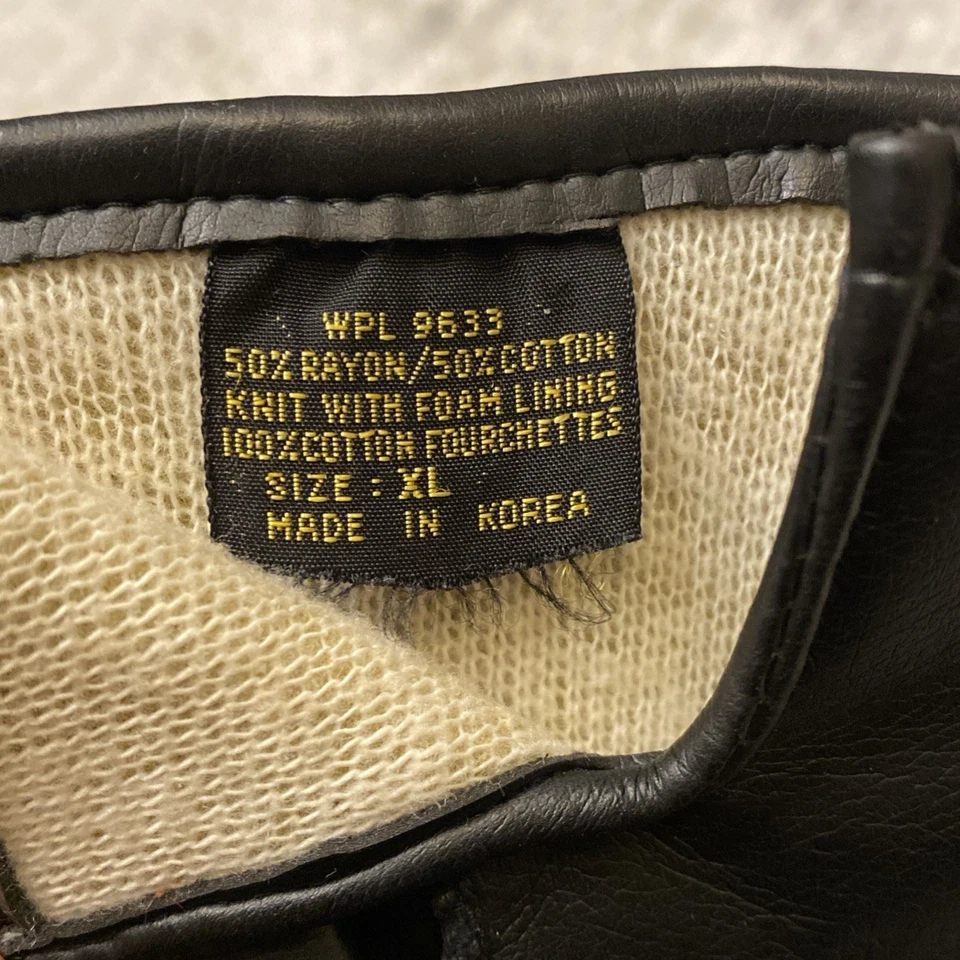 WPL 9633
50% RAYON/50% COTTON
KNIT WITH FOAM LINING
100% COTTON FOURCHETTES
SIZE : XL
MADE IN KOREA